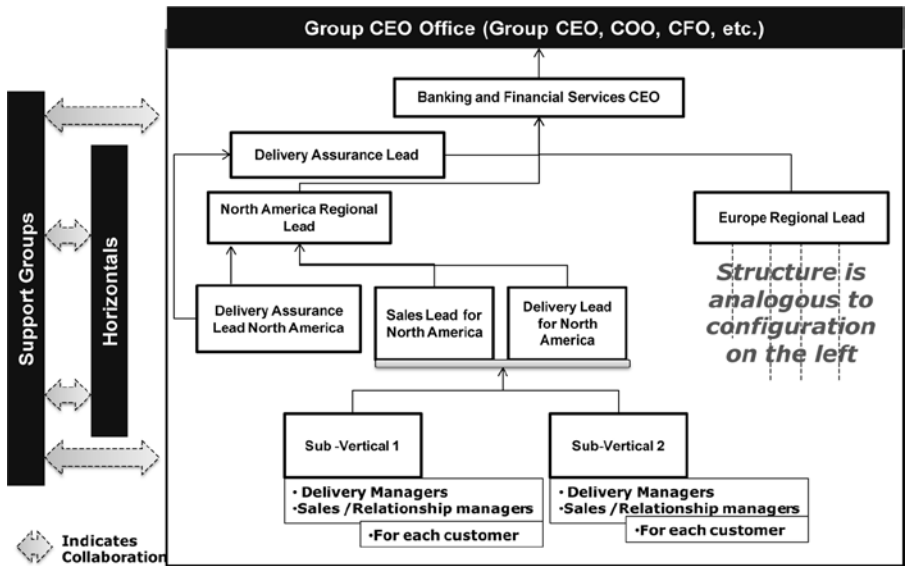 Group CEO Office (Group CEO, COO, CFO, etc.)
Banking and Financial Services CEO
Delivery Assurance Lead
North America Regional
Lead
Europe Regional Lead
Structure is
analogous to
configuration
on the left
Delivery Assurance
Lead North America
Sales Lead for
North America
Delivery Lead
for North
America
Sub -Vertical 1
• Delivery Managers
•Sales /Relationship managers
•For each customer
Sub-Vertical 2
• Delivery Managers
•Sales /Relationship managers
•For each customer
Support Groups
Horizontals
Indicates
Collaboration